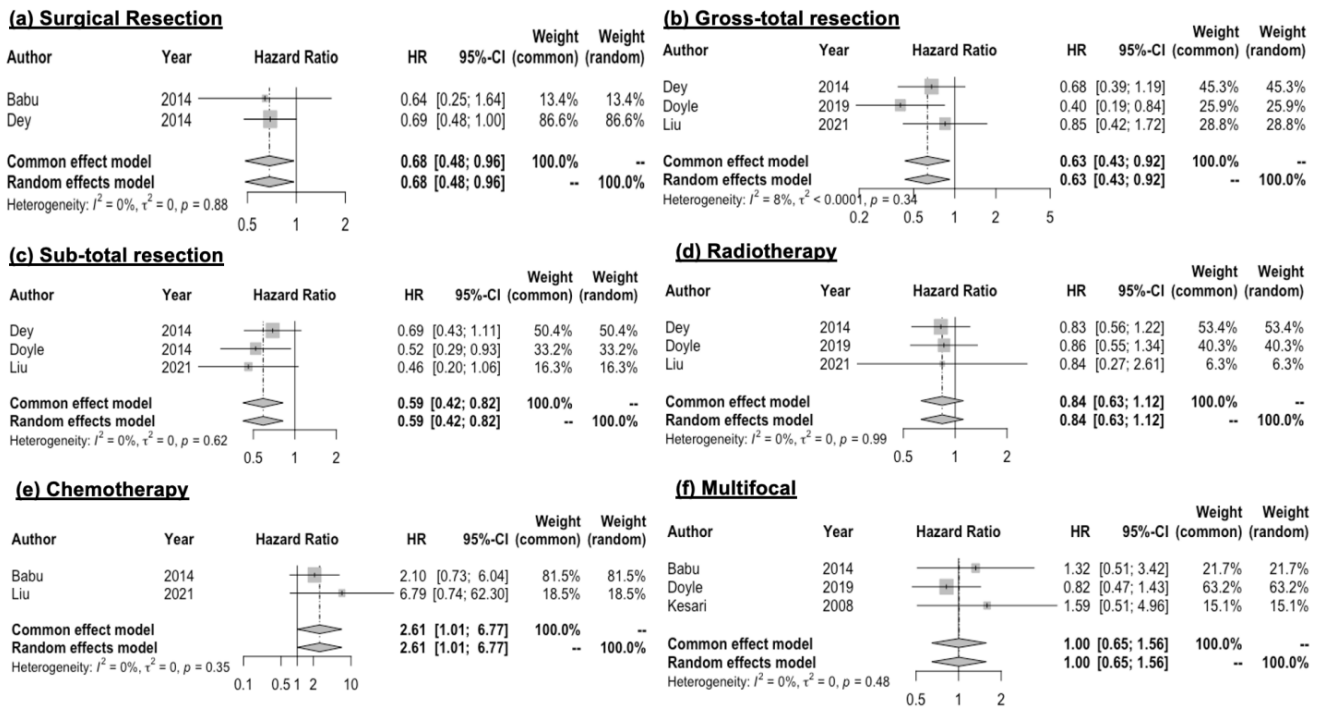 (a) Surgical Resection
Weight Weight
Author Year Hazard Ratio HR 95%-CI (common) (random)
Babu 2014 0.64 [0.25; 1.64] 13.4% 13.4%
Dey 2014 0.69 [0.48; 1.00] 86.6% 86.6%
Common effect model 0.68 [0.48; 0.96] 100.0% --
Random effects model 0.68 [0.48; 0.96] -- 100.0%
Heterogeneity: I² = 0%, τ² = 0, p = 0.88
0.5 1 2
(b) Gross-total resection
Weight Weight
Author Year Hazard Ratio HR 95%-CI (common) (random)
Dey 2014 0.68 [0.39; 1.19] 45.3% 45.3%
Doyle 2019 0.40 [0.19; 0.84] 25.9% 25.9%
Liu 2021 0.85 [0.42; 1.72] 28.8% 28.8%
Common effect model 0.63 [0.43; 0.92] 100.0% --
Random effects model 0.63 [0.43; 0.92] -- 100.0%
Heterogeneity: I² = 8%, τ² < 0.0001, p = 0.34
0.2 0.5 1 2 5
(c) Sub-total resection
Weight Weight
Author Year Hazard Ratio HR 95%-CI (common) (random)
Dey 2014 0.69 [0.43; 1.11] 50.4% 50.4%
Doyle 2014 0.52 [0.29; 0.93] 33.2% 33.2%
Liu 2021 0.46 [0.20; 1.06] 16.3% 16.3%
Common effect model 0.59 [0.42; 0.82] 100.0% --
Random effects model 0.59 [0.42; 0.82] -- 100.0%
Heterogeneity: I² = 0%, τ² = 0, p = 0.62
0.5 1 2
(d) Radiotherapy
Weight Weight
Author Year Hazard Ratio HR 95%-CI (common) (random)
Dey 2014 0.83 [0.56; 1.22] 53.4% 53.4%
Doyle 2019 0.86 [0.55; 1.34] 40.3% 40.3%
Liu 2021 0.84 [0.27; 2.61] 6.3% 6.3%
Common effect model 0.84 [0.63; 1.12] 100.0% --
Random effects model 0.84 [0.63; 1.12] -- 100.0%
Heterogeneity: I² = 0%, τ² = 0, p = 0.99
0.5 1 2
(e) Chemotherapy
Weight Weight
Author Year Hazard Ratio HR 95%-CI (common) (random)
Babu 2014 2.10 [0.73; 6.04] 81.5% 81.5%
Liu 2021 6.79 [0.74; 62.30] 18.5% 18.5%
Common effect model 2.61 [1.01; 6.77] 100.0% --
Random effects model 2.61 [1.01; 6.77] -- 100.0%
Heterogeneity: I² = 0%, τ² = 0, p = 0.35
0.1 0.5 1 2 10
(f) Multifocal
Weight Weight
Author Year Hazard Ratio HR 95%-CI (common) (random)
Babu 2014 1.32 [0.51; 3.42] 21.7% 21.7%
Doyle 2019 0.82 [0.47; 1.43] 63.2% 63.2%
Kesari 2008 1.59 [0.51; 4.96] 15.1% 15.1%
Common effect model 1.00 [0.65; 1.56] 100.0% --
Random effects model 1.00 [0.65; 1.56] -- 100.0%
Heterogeneity: I² = 0%, τ² = 0, p = 0.48
0.5 1 2